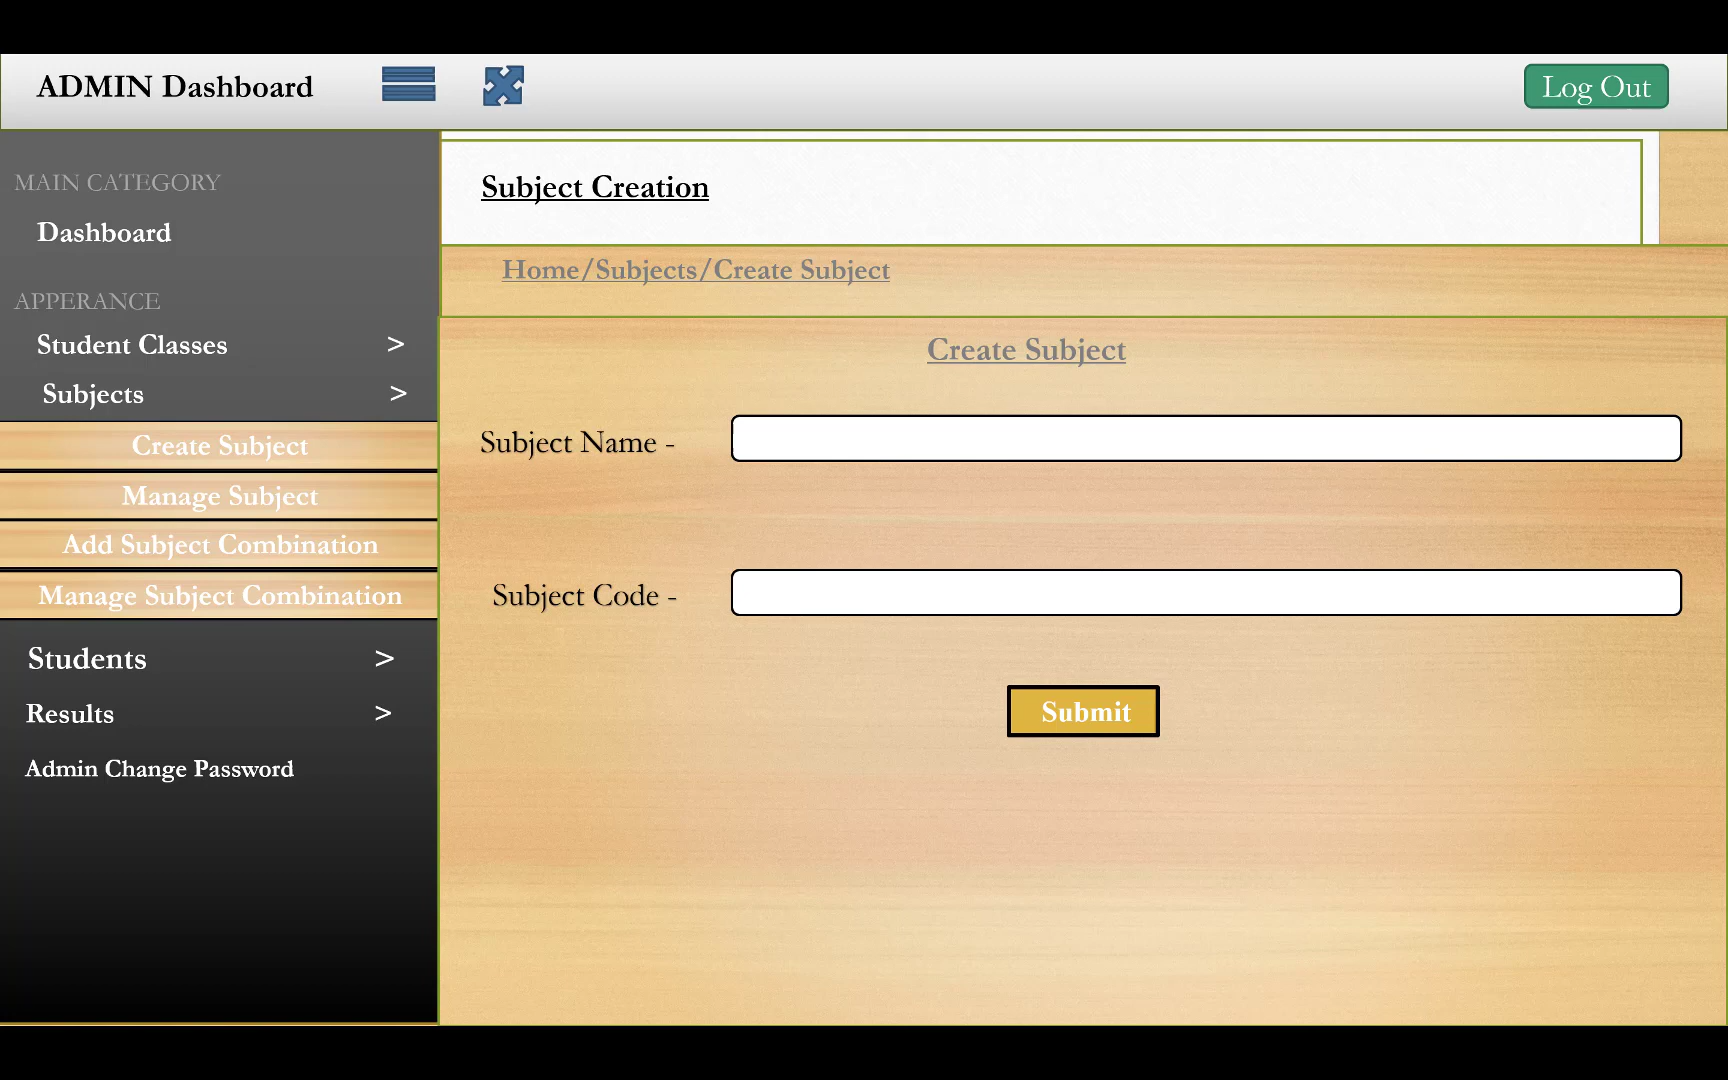 ADMIN Dashboard
Log Out
MAIN CATEGORY
Dashboard
APPERANCE
Student Classes >
Subjects >
Create Subject
Manage Subject
Add Subject Combination
Manage Subject Combination
Students >
Results >
Admin Change Password
Subject Creation
Home/Subjects/Create Subject
Create Subject
Subject Name -
Subject Code -
Submit